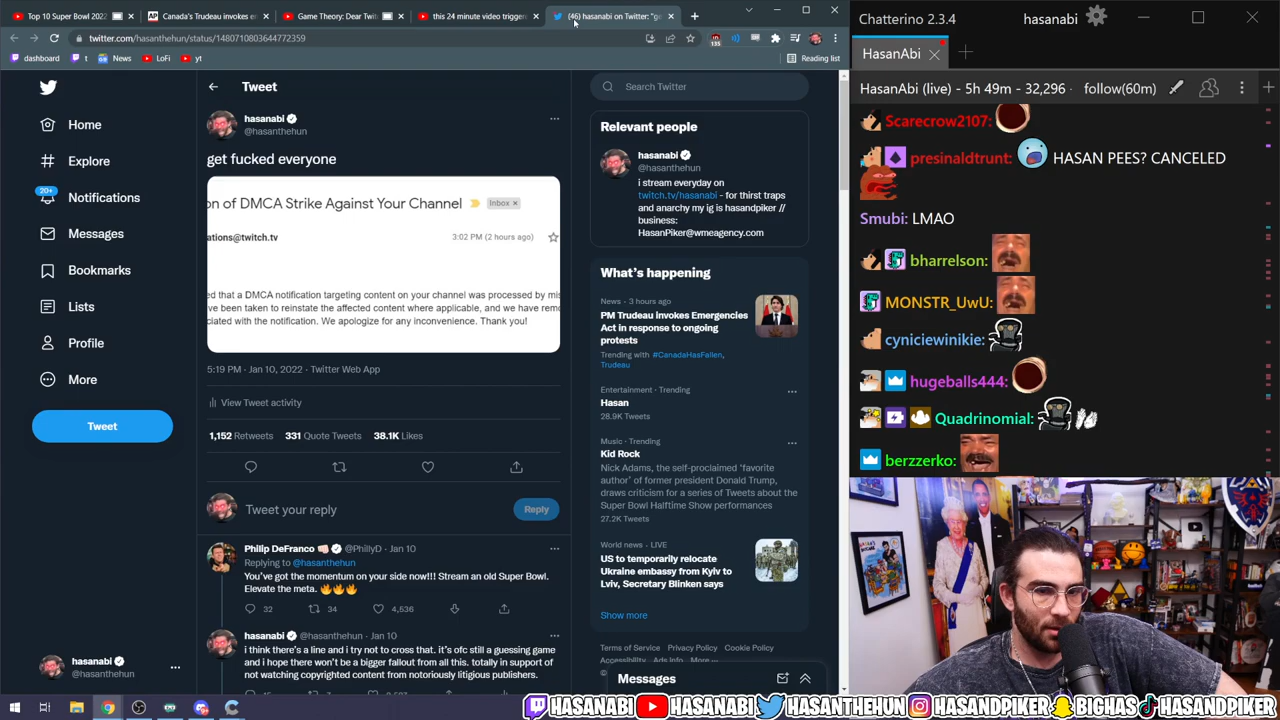 Top 10 Super Bowl 2022
Canada's Trudeau invokes em
Game Theory: Dear Twit
this 24 minute video triggere
(46) hasanabi on Twitter: "ge
twitter.com/hasanthehun/status/1480710803644772359
135
dashboard
t
News
LoFi
yt
Reading list
Home
Explore
20+
Notifications
Messages
Bookmarks
Lists
Profile
More
Tweet
hasanabi
@hasanthehun
Tweet
hasanabi
@hasanthehun
get fucked everyone
on of DMCA Strike Against Your Channel
Inbox ×
ations@twitch.tv
3:02 PM (2 hours ago)
ed that a DMCA notification targeting content on your channel was processed by mis
ve been taken to reinstate the affected content where applicable, and we have remo
ciated with the notification. We apologize for any inconvenience. Thank you!
5:19 PM · Jan 10, 2022 · Twitter Web App
View Tweet activity
1,152 Retweets 331 Quote Tweets 38.1K Likes
Tweet your reply
Reply
Philip DeFranco @PhillyD · Jan 10
Replying to @hasanthehun
You've got the momentum on your side now!!! Stream an old Super Bowl.
Elevate the meta.
32
34
4,536
hasanabi @hasanthehun · Jan 10
i think there's a line and i try not to cross that. it's ofc still a guessing game
and i hope there won't be a bigger fallout from all this. totally in support of
not watching copyrighted content from notoriously litigious publishers.
Search Twitter
Relevant people
hasanabi
@hasanthehun
i stream everyday on
twitch.tv/hasanabi - for thirst traps
and anarchy my ig is hasandpiker //
business:
HasanPiker@wmeagency.com
What's happening
News · 3 hours ago
PM Trudeau invokes Emergencies
Act in response to ongoing
protests
Trending with #CanadaHasFallen,
Trudeau
Entertainment · Trending
Hasan
28.9K Tweets
Music · Trending
Kid Rock
Nick Adams, the self-proclaimed 'favorite
author' of former president Donald Trump,
draws criticism for a series of Tweets about the
Super Bowl Halftime Show performances
27.2K Tweets
World news · LIVE
US to temporarily relocate
Ukraine embassy from Kyiv to
Lviv, Secretary Blinken says
Show more
Terms of Service Privacy Policy Cookie Policy
Accessibility Ads Info More
Messages
Chatterino 2.3.4
hasanabi
HasanAbi
HasanAbi (live) - 5h 49m - 32,296 · follow(60m)
Scarecrow2107:
presinaldtrunt: HASAN PEES? CANCELED
Smubi: LMAO
bharrelson:
MONSTR_UwU:
cyniciewinikie:
hugeballs444:
Quadrinomial:
berzzerko:
HASANABI HASANABI HASANTHEHUN HASANDPIKER BIGHAS HASANDPIKER